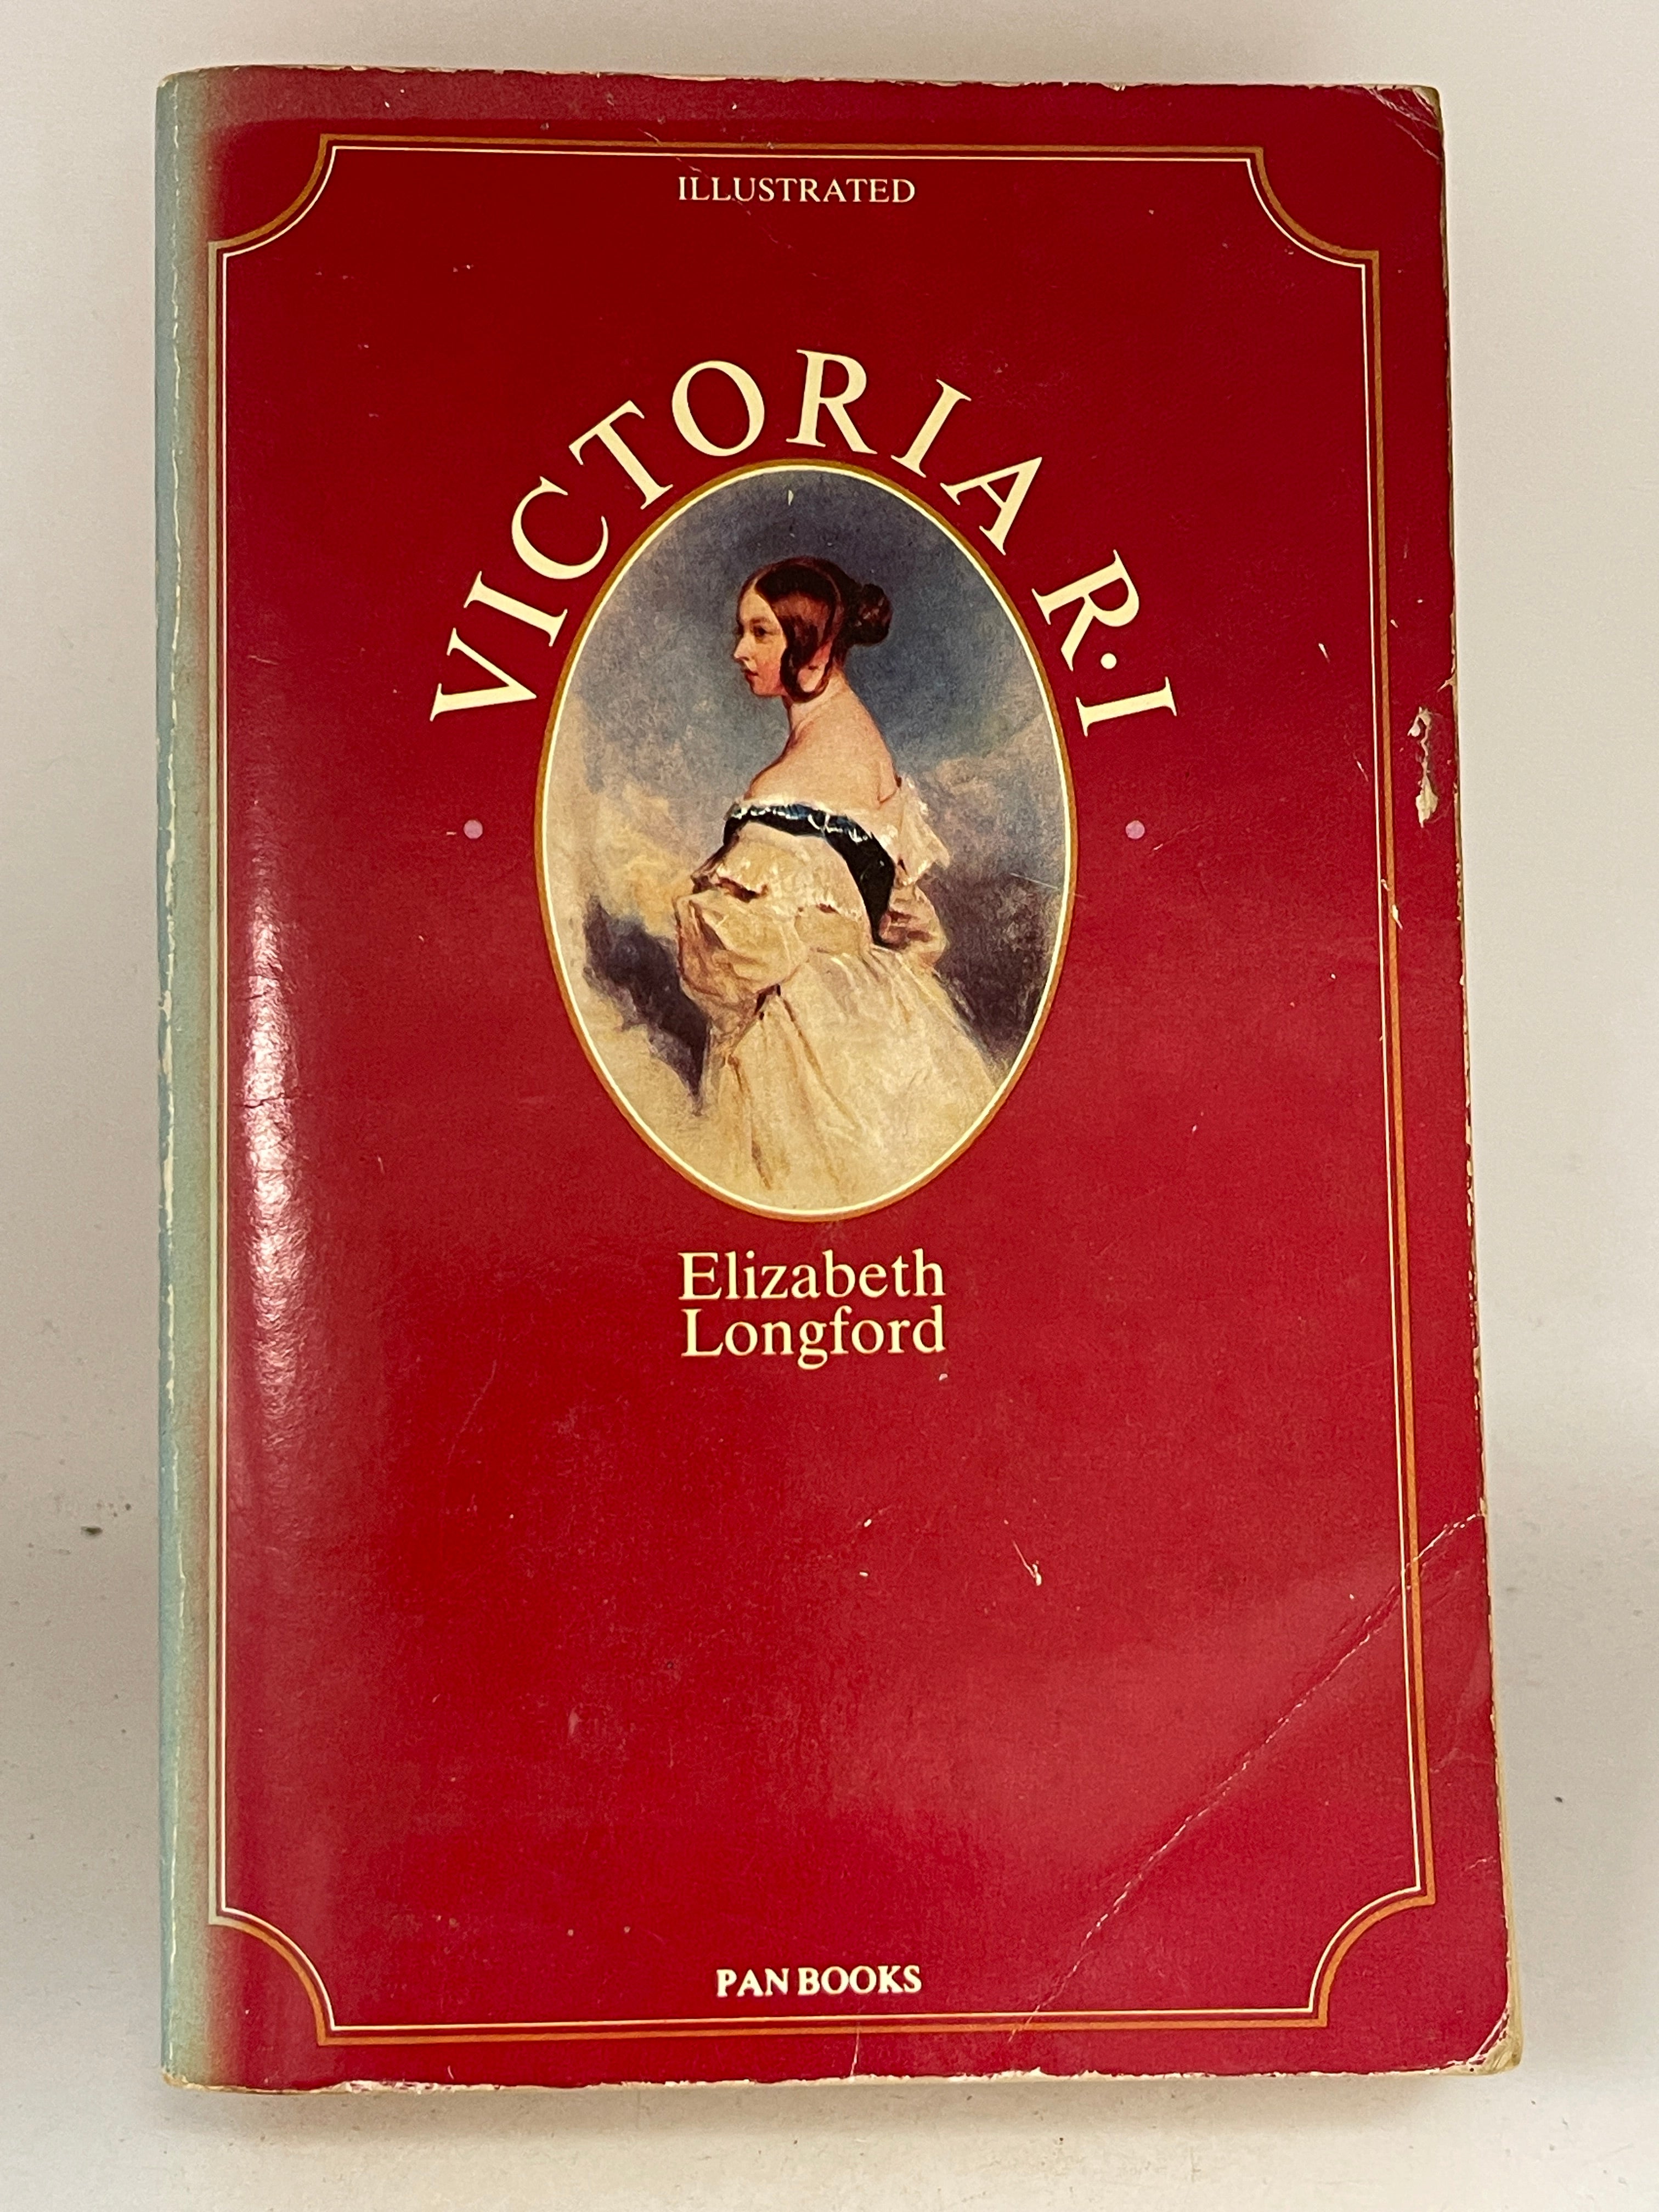 ILLUSTRATED
VICTORIA R·I
Elizabeth
Longford
PAN BOOKS